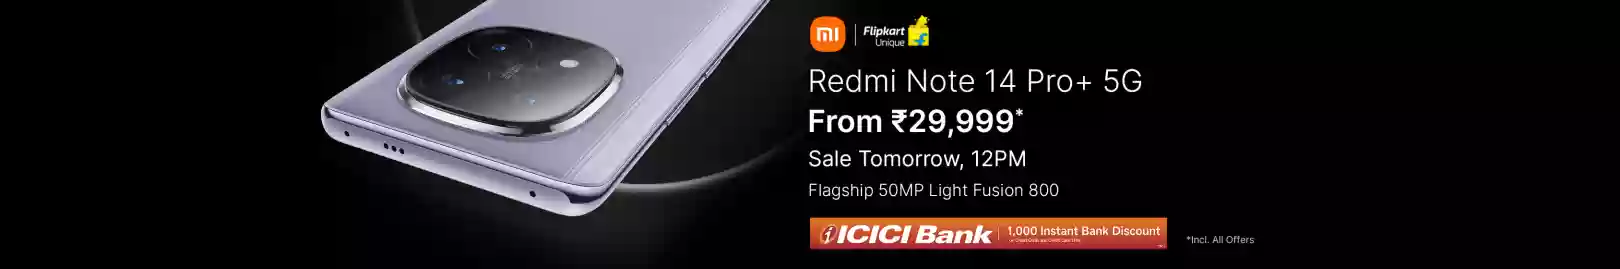 mi
Flipkart
Unique
Redmi Note 14 Pro+ 5G
From ₹29,999*
Sale Tomorrow, 12PM
Flagship 50MP Light Fusion 800
ICICI Bank
1,000 Instant Bank Discount
*Incl. All Offers